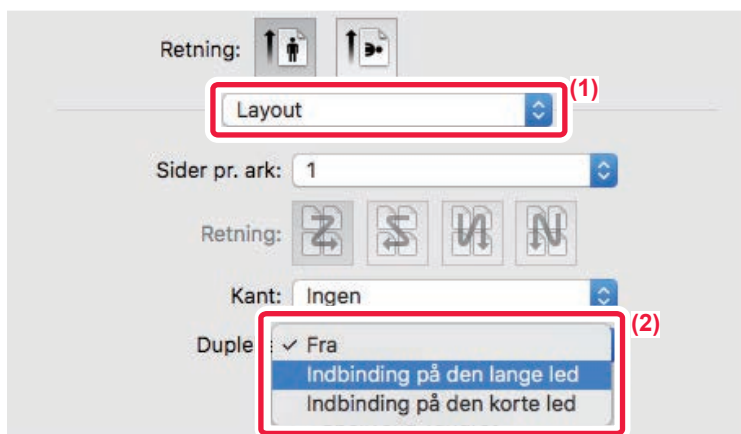 Retning:
(1)
Layout
Sider pr. ark: 1
Retning:
Kant: Ingen
(2)
✓ Fra
Indbinding på den lange led
Indbinding på den korte led